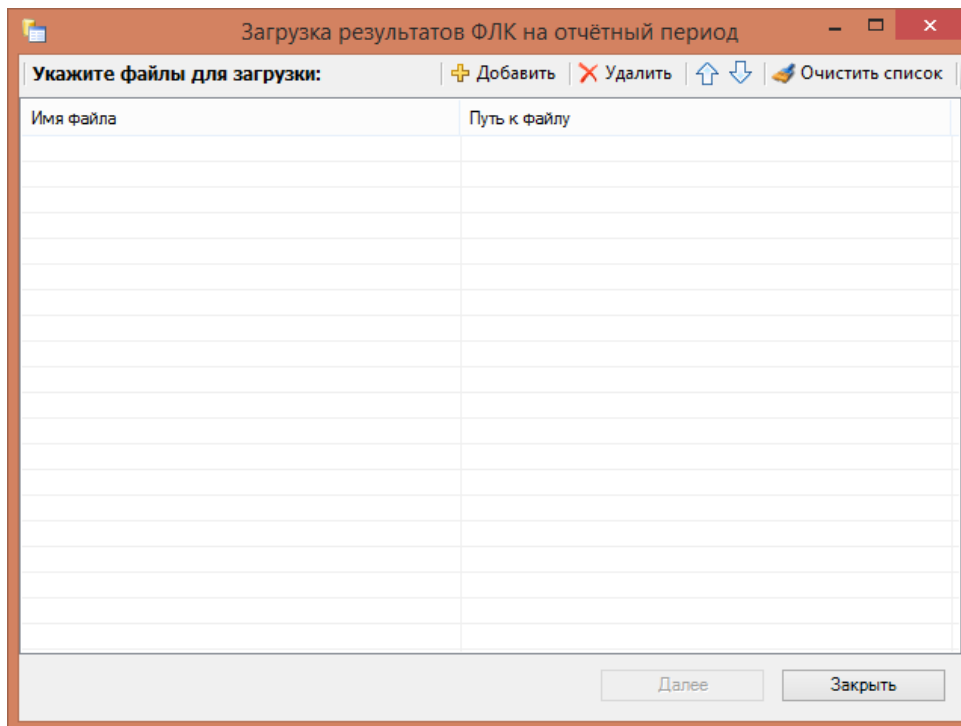 Загрузка результатов ФЛК на отчётный период
Укажите файлы для загрузки: Добавить Удалить Очистить список
Имя файла Путь к файлу
Далее Закрыть